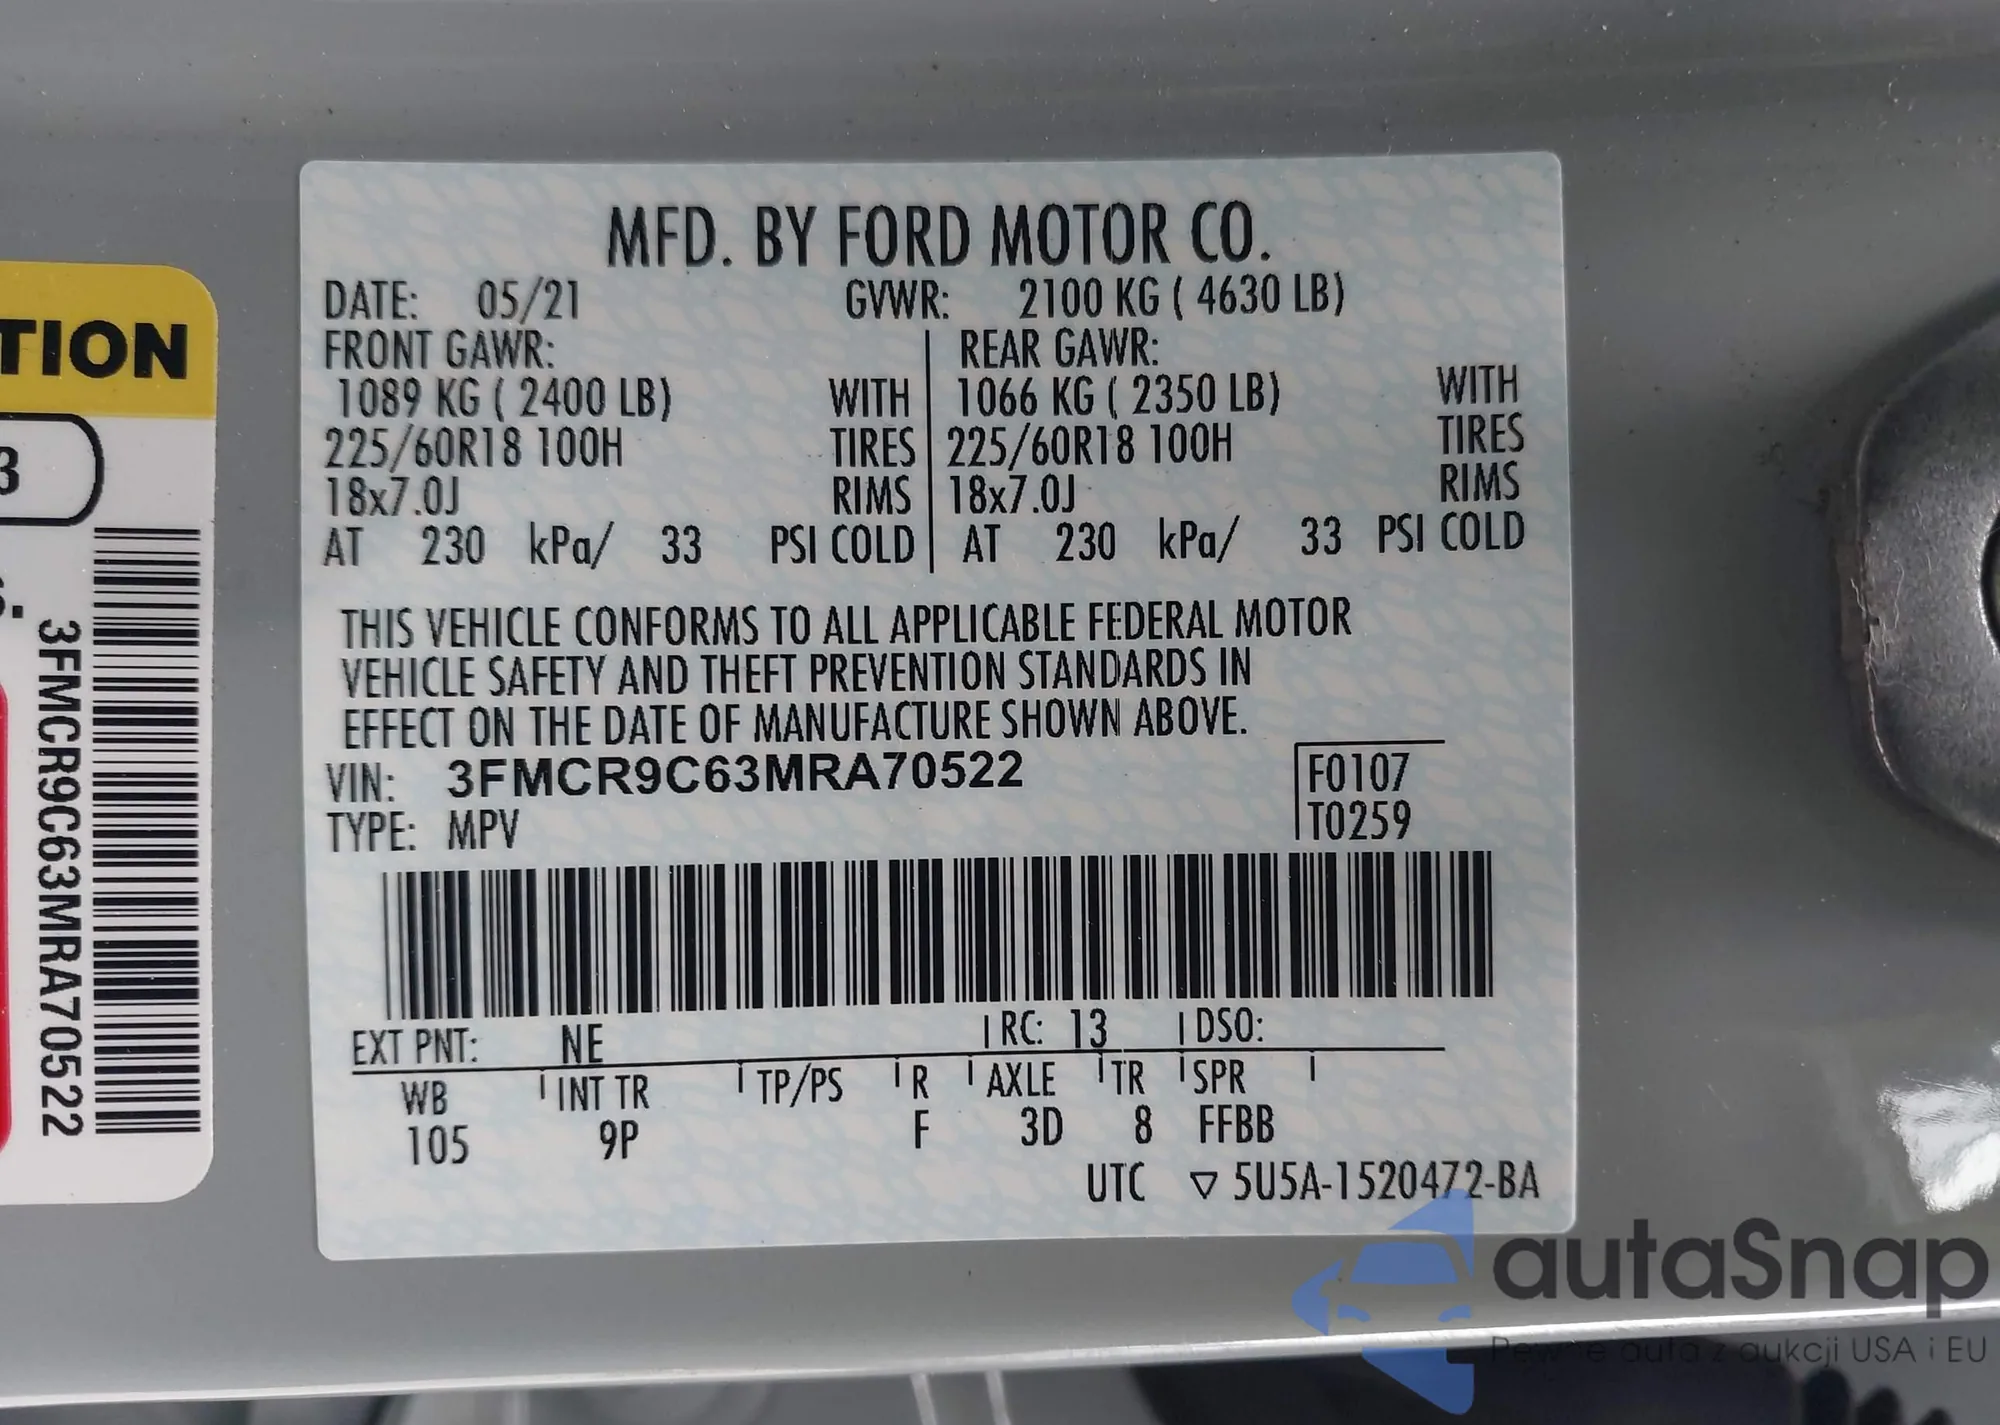 TION
3
3FMCR9C63MRA70522
MFD. BY FORD MOTOR CO.
DATE: 05/21 GVWR: 2100 KG ( 4630 LB)
FRONT GAWR: REAR GAWR:
1089 KG ( 2400 LB) WITH 1066 KG ( 2350 LB) WITH
225/60R18 100H TIRES 225/60R18 100H TIRES
18x7.0J RIMS 18x7.0J RIMS
AT 230 kPa/ 33 PSI COLD AT 230 kPa/ 33 PSI COLD
THIS VEHICLE CONFORMS TO ALL APPLICABLE FEDERAL MOTOR
VEHICLE SAFETY AND THEFT PREVENTION STANDARDS IN
EFFECT ON THE DATE OF MANUFACTURE SHOWN ABOVE.
VIN: 3FMCR9C63MRA70522 F0107
TYPE: MPV T0259
EXT PNT: NE RC: 13 DSO:
WB INT TR TP/PS R AXLE TR SPR
105 9P F 3D 8 FFBB
UTC ▽ 5U5A-1520472-BA
autaSnap
Pewne auta z aukcji USA i EU